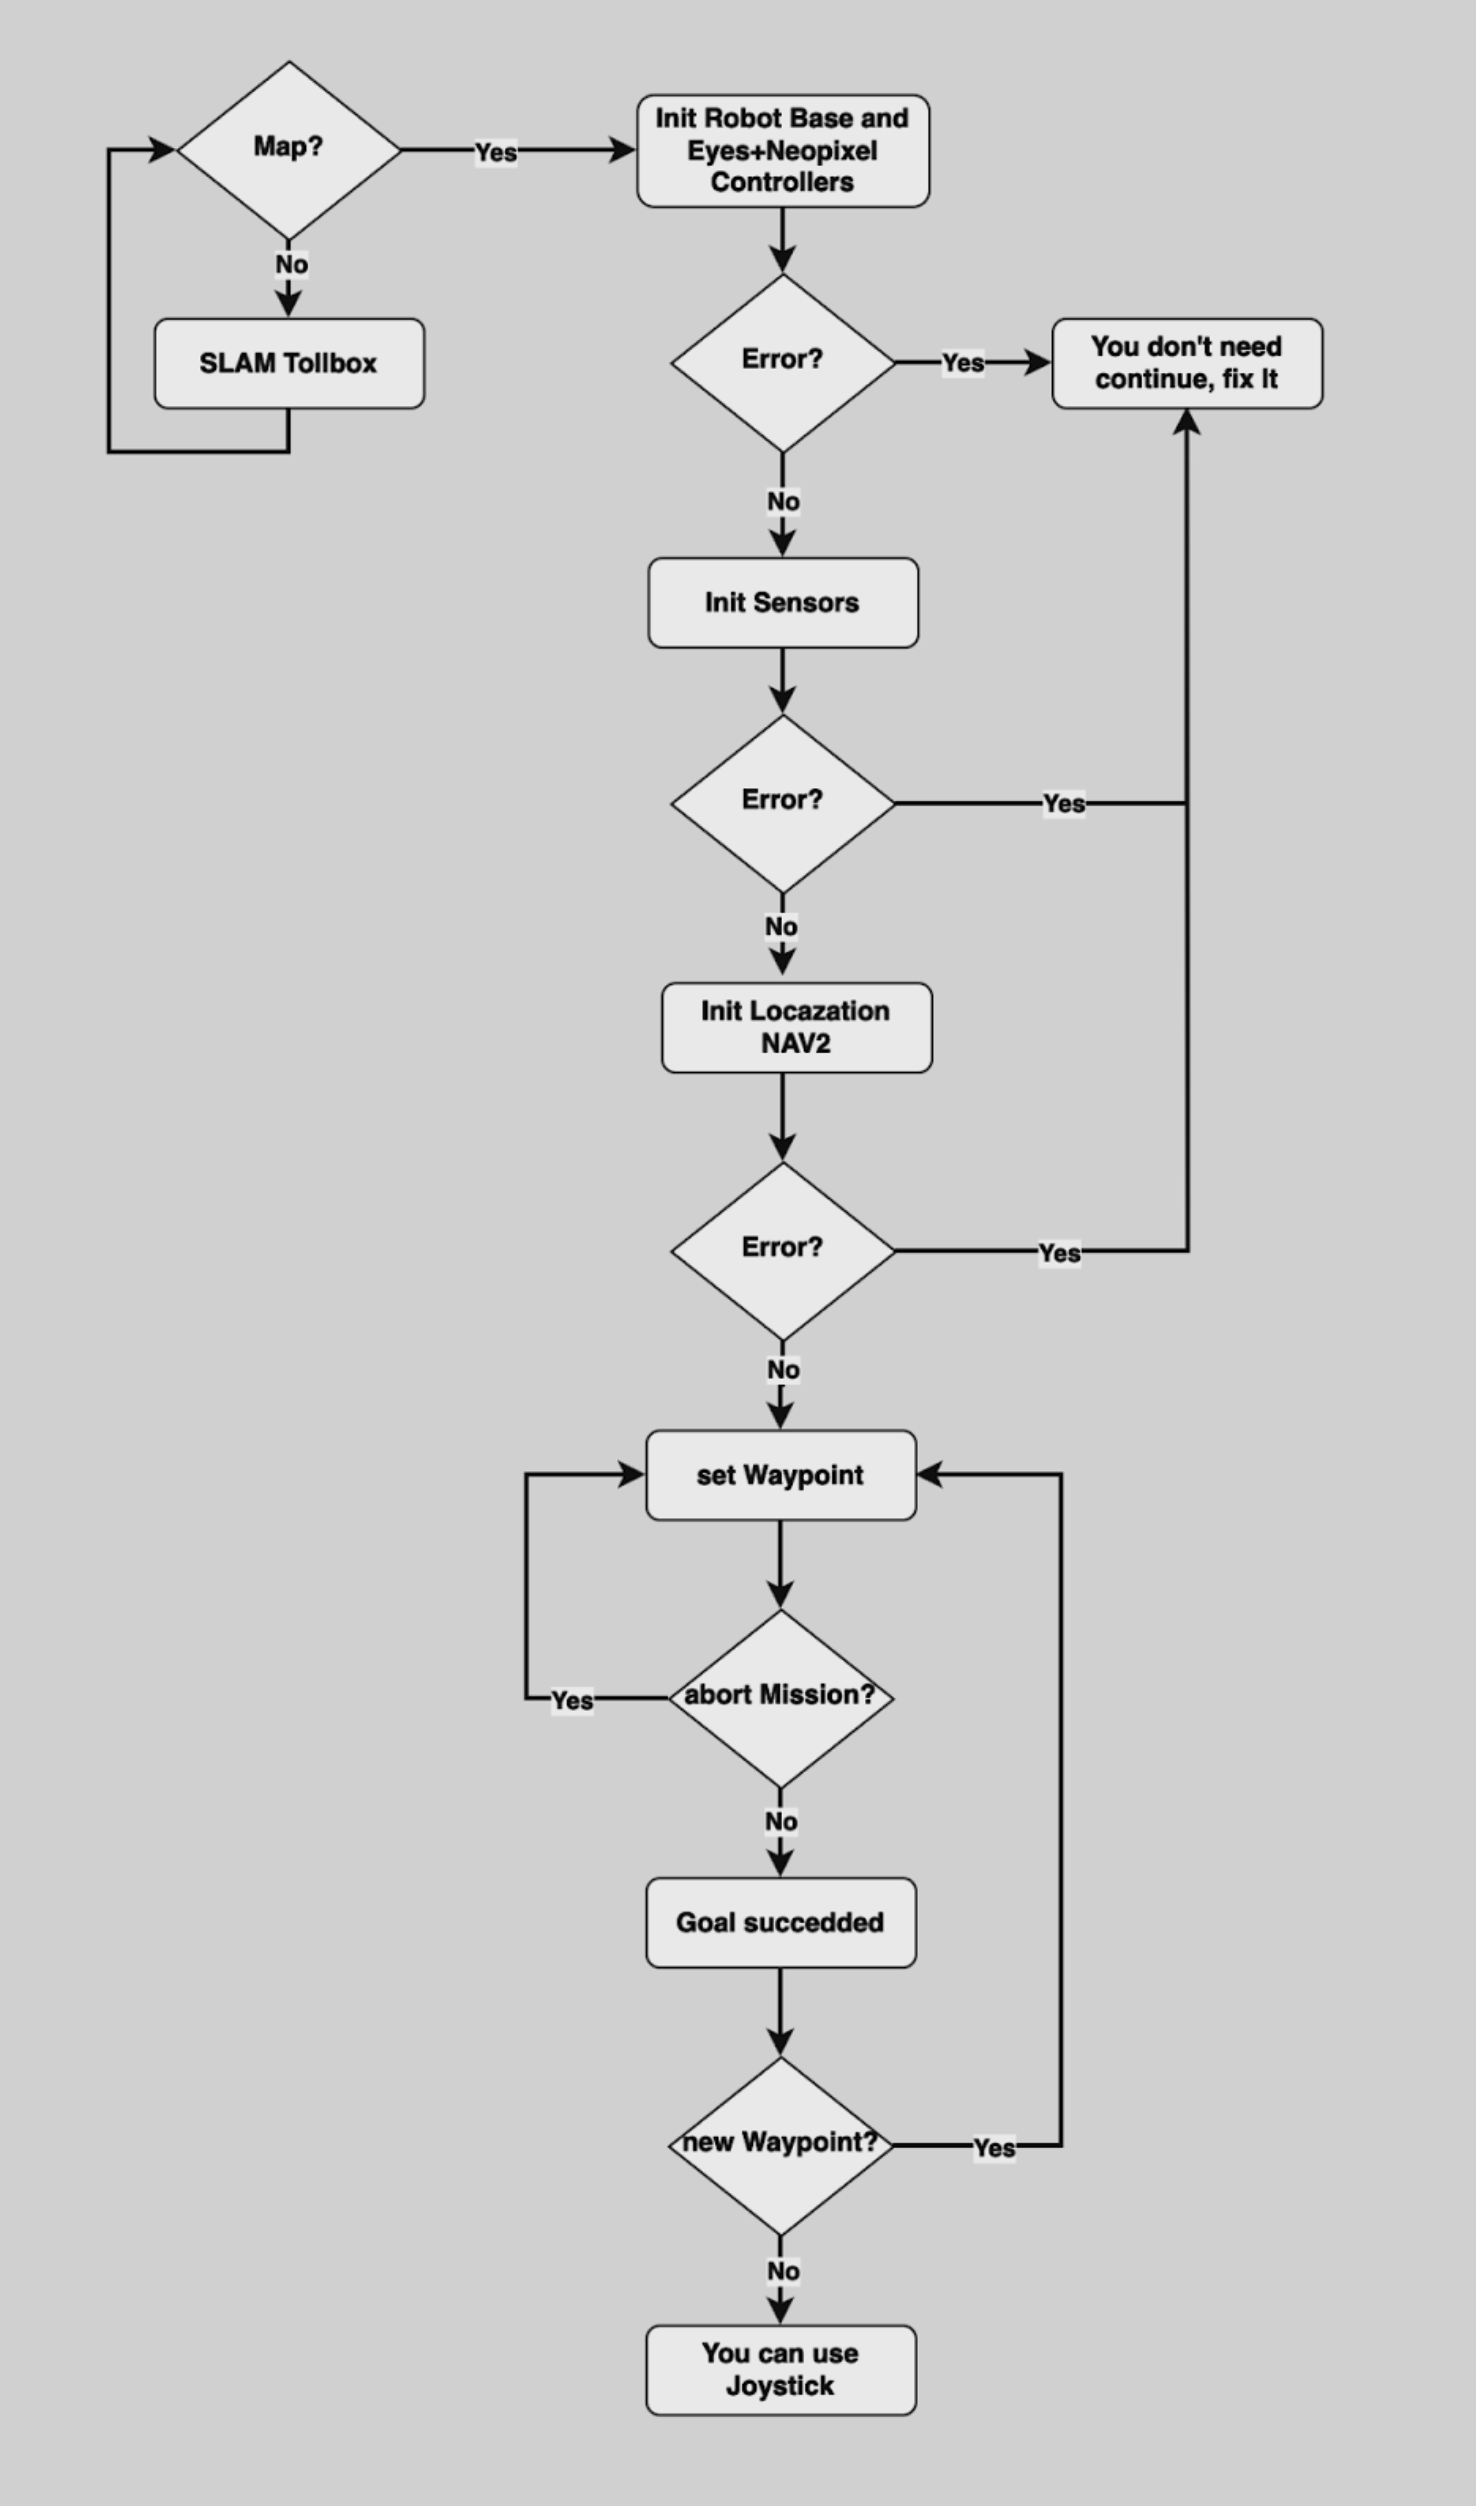 Map?
Yes
Init Robot Base and
Eyes+Neopixel
Controllers
No
SLAM Tollbox
Error?
Yes
You don't need
continue, fix It
No
Init Sensors
Error?
Yes
No
Init Locazation
NAV2
Error?
Yes
No
set Waypoint
abort Mission?
Yes
No
Goal succedded
new Waypoint?
Yes
No
You can use
Joystick